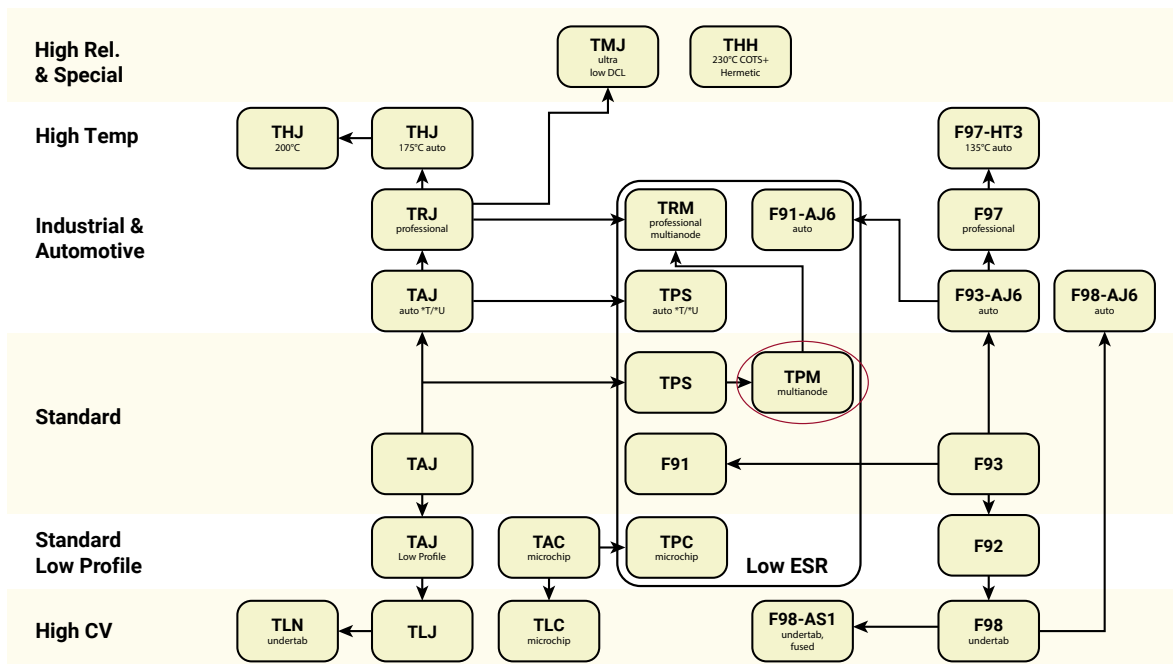 High Rel.
& Special
TMJ
ultra
low DCL
THH
230°C COTS+
Hermetic
High Temp
THJ
200°C
THJ
175°C auto
F97-HT3
135°C auto
Industrial &
Automotive
TRJ
professional
TRM
professional
multianode
F91-AJ6
auto
F97
professional
TAJ
auto *T/*U
TPS
auto *T/*U
F93-AJ6
auto
F98-AJ6
auto
Standard
TPS
TPM
multianode
TAJ
F91
F93
Standard
Low Profile
TAJ
Low Profile
TAC
microchip
TPC
microchip
Low ESR
F92
High CV
TLN
undertab
TLJ
TLC
microchip
F98-AS1
undertab,
fused
F98
undertab